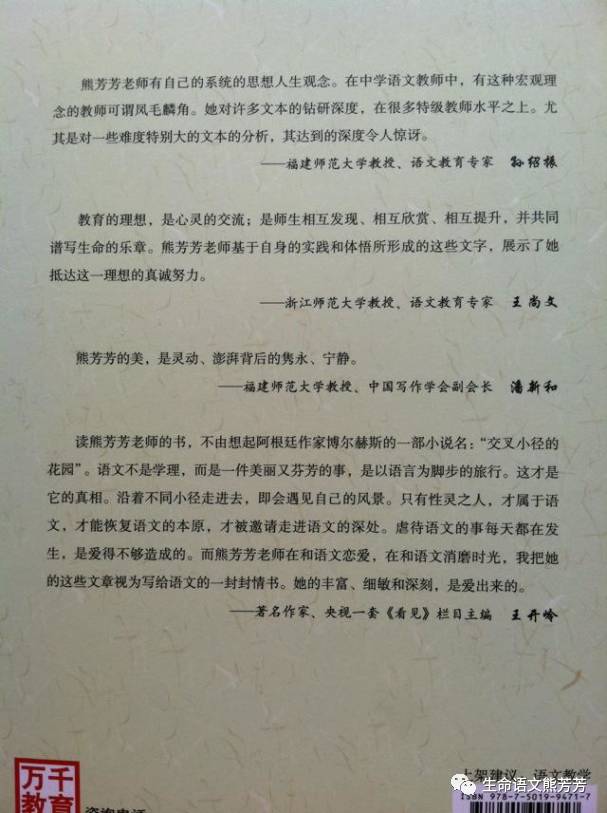 熊芳芳老师有自己的系统的思想人生观念。在中学语文教师中，有这种宏观理
念的教师可谓凤毛麟角。她对许多文本的钻研深度，在很多特级教师水平之上。尤
其是对一些难度特别大的文本的分析，其达到的深度令人惊讶。
——福建师范大学教授、语文教育专家 孙绍振
教育的理想，是心灵的交流；是师生相互发现、相互欣赏、相互提升，并共同
谱写生命的乐章。熊芳芳老师基于自身的实践和体悟所形成的这些文字，展示了她
抵达这一理想的真诚努力。
——浙江师范大学教授、语文教育专家 王尚文
熊芳芳的美，是灵动、澎湃背后的隽永、宁静。
——福建师范大学教授、中国写作学会副会长 潘新和
读熊芳芳老师的书，不由想起阿根廷作家博尔赫斯的一部小说名：“交叉小径的
花园”。语文不是学理，而是一件美丽又芬芳的事，是以语言为脚步的旅行。这才是
它的真相。沿着不同小径走进去，即会遇见自己的风景。只有性灵之人，才属于语
文，才能恢复语文的本原，才被邀请走进语文的深处。虐待语文的事每天都在发
生，是爱得不够造成的。而熊芳芳老师在和语文恋爱，在和语文消磨时光，我把她
的这些文章视为写给语文的一封封情书。她的丰富、细敏和深刻，是爱出来的。
——著名作家、央视一套《看见》栏目主编 王开岭
万千
教育
上架建议 语文教学
生命语文熊芳芳
ISBN 978-7-5019-9471-7